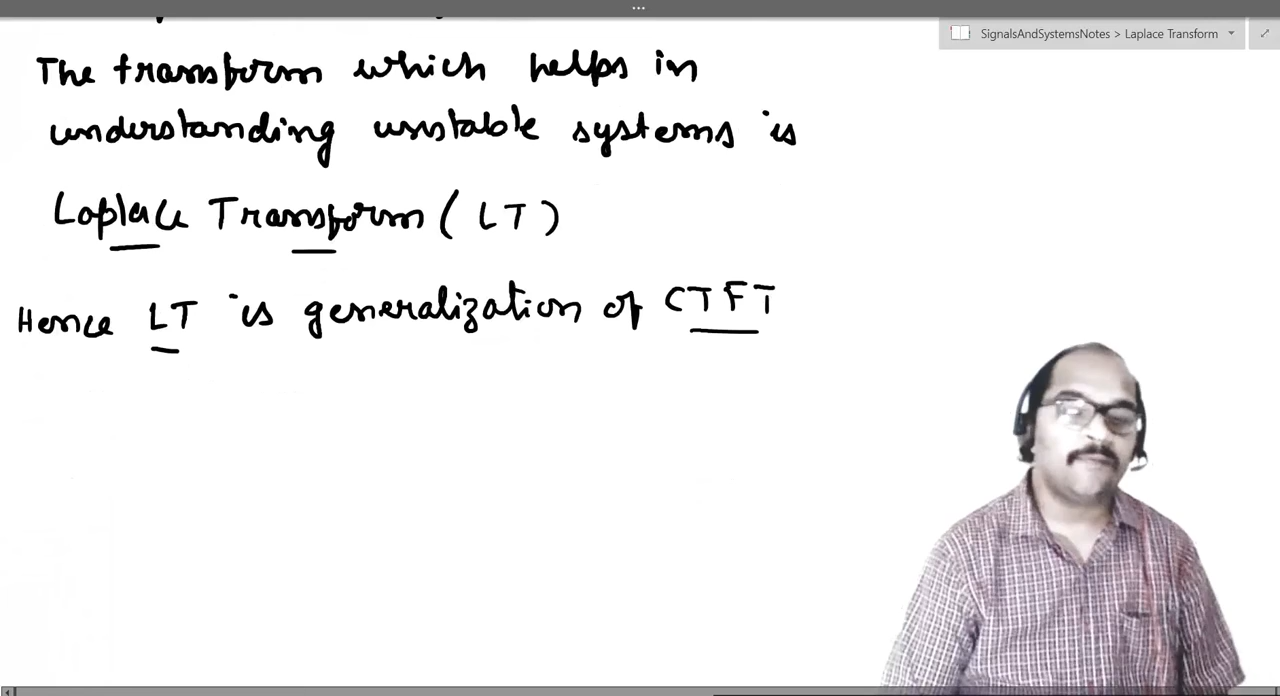 SignalsAndSystemsNotes > Laplace Transform
The transform which helps in
understanding unstable systems is
Laplace Transform (LT)
Hence LT is generalization of CTFT